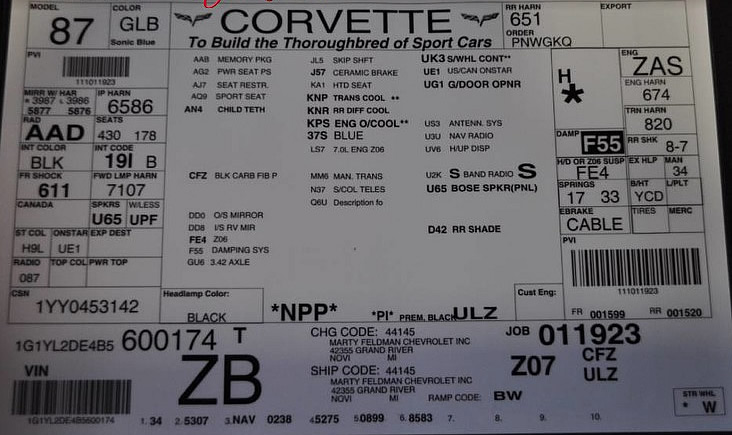 MODEL 87 COLOR GLB Sonic Blue
CORVETTE
To Build the Thoroughbred of Sport Cars
RR HARN 651 EXPORT
ORDER PNWGKQ
PVI
111011923
MIRR W/ HAR IP HARN
* 3987 & 3986 6586
5877 5876
RAD SEATS
AAD 430 178
INT COLOR INT CODE
BLK 19I B
FR SHOCK FWD LMP HARN
611 7107
CANADA SPKRS W/LESS
U65 UPF
ST COL ONSTAR EXP DEST
H9L UE1
RADIO TOP COL PWR TOP
087
CSN
1YY0453142
AAB MEMORY PKG
AG2 PWR SEAT PS
AJ7 SEAT RESTR.
AQ9 SPORT SEAT
AN4 CHILD TETH
CFZ BLK CARB FIB P
DD0 O/S MIRROR
DD8 I/S RV MIR
FE4 Z06
F55 DAMPING SYS
GU6 3.42 AXLE
JL5 SKIP SHFT
J57 CERAMIC BRAKE
KA1 HTD SEAT
KNP TRANS COOL **
KNR RR DIFF COOL
KPS ENG O/COOL**
37S BLUE
LS7 7.0L ENG Z06
MM6 MAN. TRANS
N37 S/COL TELES
Q6U Description fo
UK3 S/WHL CONT**
UE1 US/CAN ONSTAR
UG1 G/DOOR OPNR
US3 ANTENN. SYS
U3U NAV RADIO
UV6 H/UP DISP
U2K S BAND RADIO S
U65 BOSE SPKR(PNL)
D42 RR SHADE
H
*
ENG ZAS
ENG HARN 674
TRN HARN 820
DAMP F55 RR SHK 8-7
H/D OR Z06 SUSP EX HLP MAN
FE4 34
SPRINGS B/HT L/PLT
17 33 YCD
EBRAKE TIRES MERC
CABLE
PVI
111011923
FR 001599 RR 001520
Headlamp Color: BLACK
*NPP* *PI* PREM. BLACK ULZ
Cust Eng:
1G1YL2DE4B5 600174 T
VIN
ZB
1G1YL2DE4B5600174
CHG CODE: 44145
MARTY FELDMAN CHEVROLET INC
42355 GRAND RIVER
NOVI MI
SHIP CODE: 44145
MARTY FELDMAN CHEVROLET INC
42355 GRAND RIVER
NOVI MI RAMP CODE: BW
JOB 011923
Z07 CFZ
ULZ
STR WHL
* W
1. 34 2. 5307 3.NAV 0238 4.5275 5.0899 6. 8583 7. 8. 9. 10.